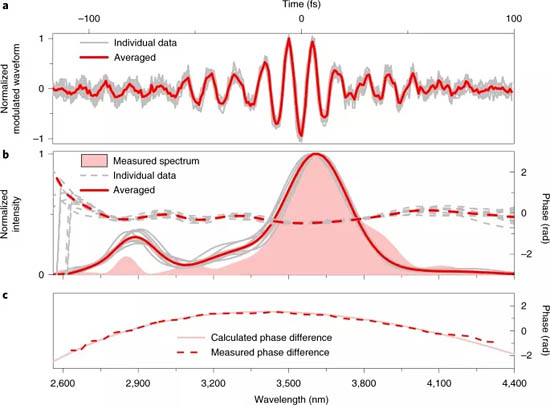 a
Time (fs)
−100
0
100
Normalized
modulated waveform
1
0
−1
Individual data
Averaged
b
Normalized
intensity
1
0
Measured spectrum
Individual data
Averaged
2
0
−2
Phase (rad)
c
Calculated phase difference
Measured phase difference
2
0
−2
Phase (rad)
2,600
2,900
3,200
3,500
3,800
4,100
4,400
Wavelength (nm)